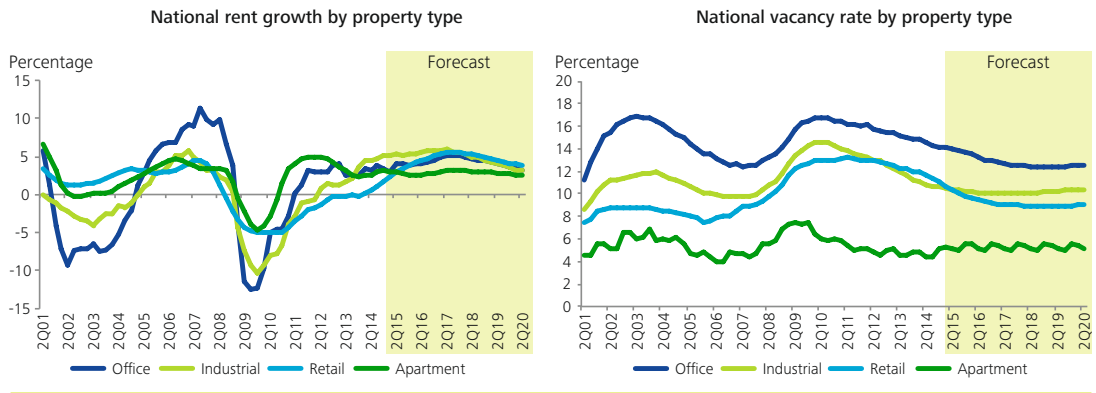 National rent growth by property type
Percentage
Forecast
15
10
5
0
-5
-10
-15
2Q01
2Q02
2Q03
2Q04
2Q05
2Q06
2Q07
2Q08
2Q09
2Q10
2Q11
2Q12
2Q13
2Q14
2Q15
2Q16
2Q17
2Q18
2Q19
2Q20
Office Industrial Retail Apartment
National vacancy rate by property type
Percentage
Forecast
20
18
16
14
12
10
8
6
4
2
0
2Q01
2Q02
2Q03
2Q04
2Q05
2Q06
2Q07
2Q08
2Q09
2Q10
2Q11
2Q12
2Q13
2Q14
2Q15
2Q16
2Q17
2Q18
2Q19
2Q20
Office Industrial Retail Apartment